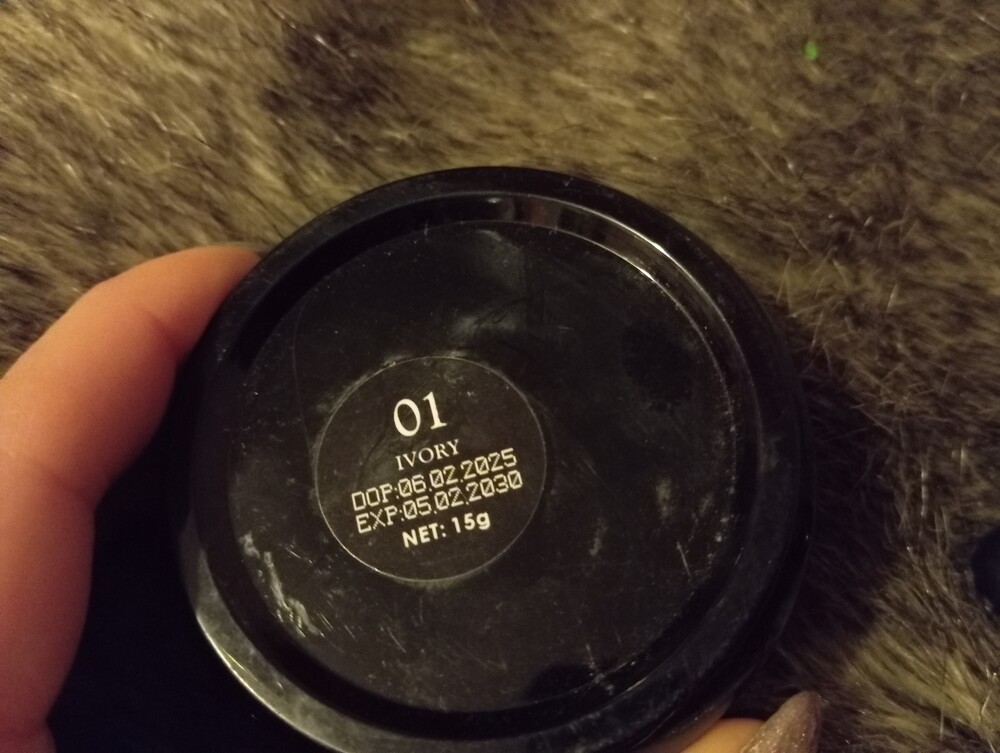 01
IVORY
DOP:06.02.2025
EXP:05.02.2030
NET: 15g